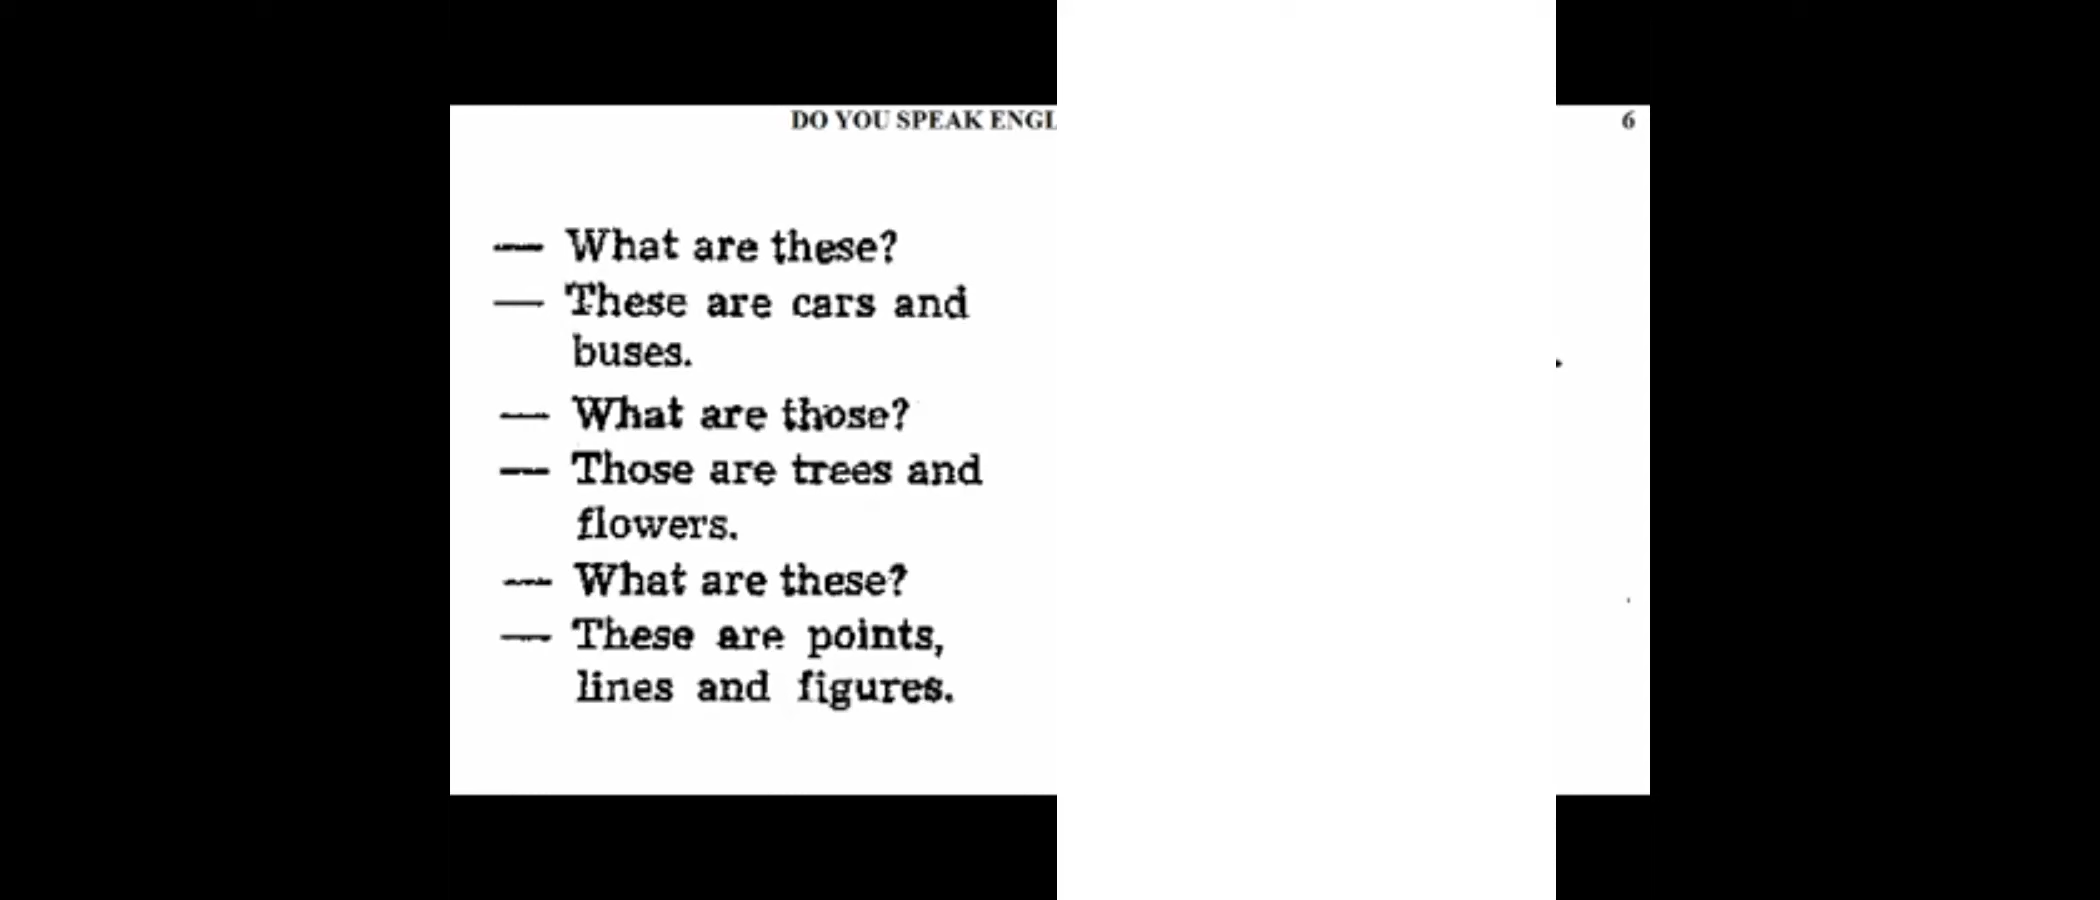 DO YOU SPEAK 6
— What are these?
— These are cars and
buses.
— What are those?
— Those are trees and
flowers.
— What are these?
— These are points,
lines and figures.